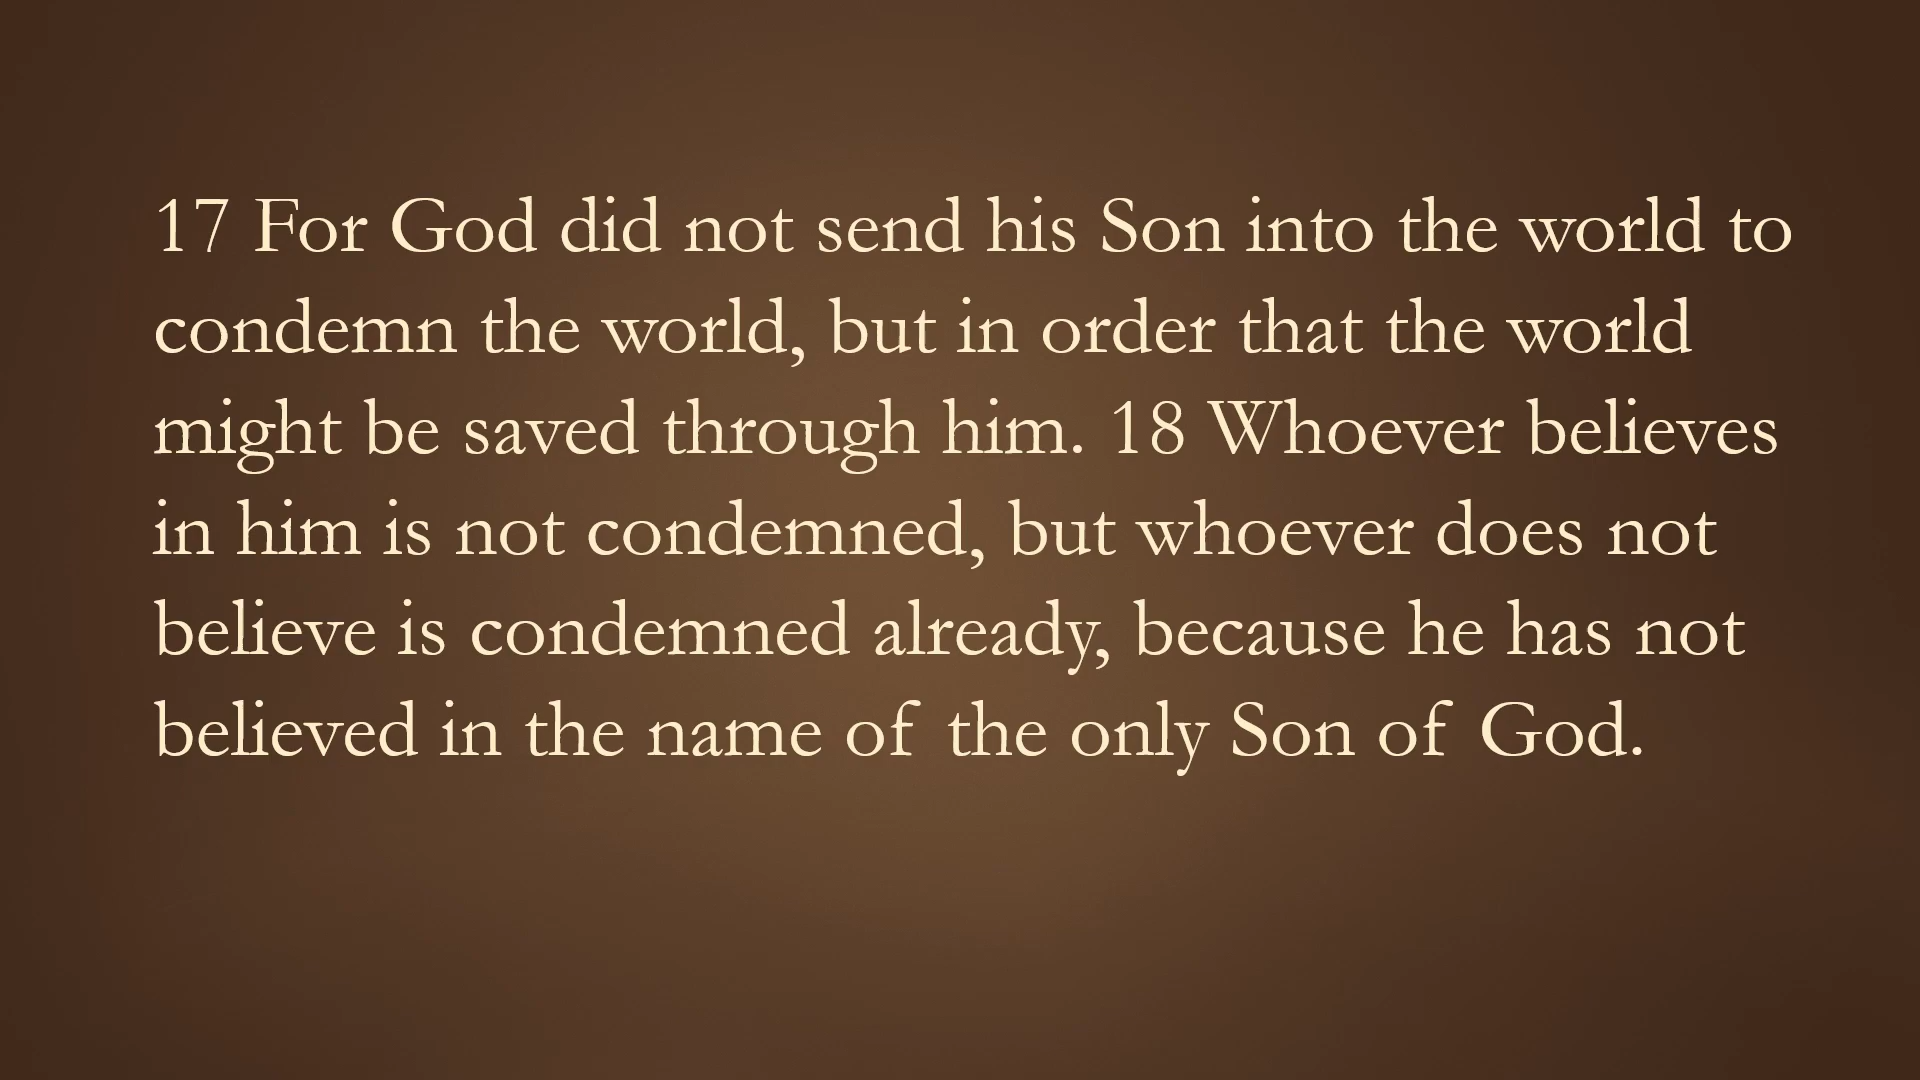 17 For God did not send his Son into the world to
condemn the world, but in order that the world
might be saved through him. 18 Whoever believes
in him is not condemned, but whoever does not
believe is condemned already, because he has not
believed in the name of the only Son of God.